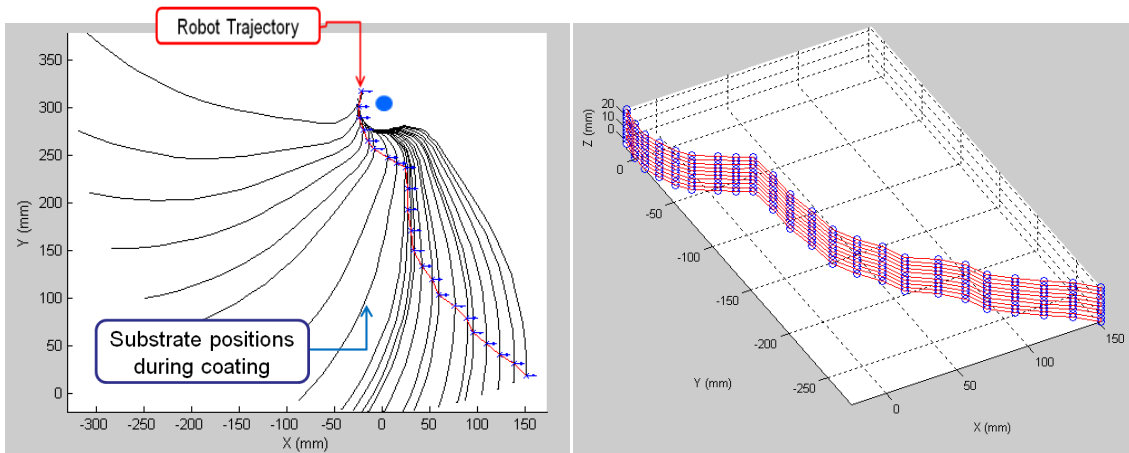 Robot Trajectory
350
300
250
200
150
100
50
0
Y (mm)
Substrate positions
during coating
-300 -250 -200 -150 -100 -50 0 50 100 150
X (mm)
20
10
0
Z (mm)
0
-50
-100
-150
-200
-250
Y (mm)
0
50
100
150
X (mm)